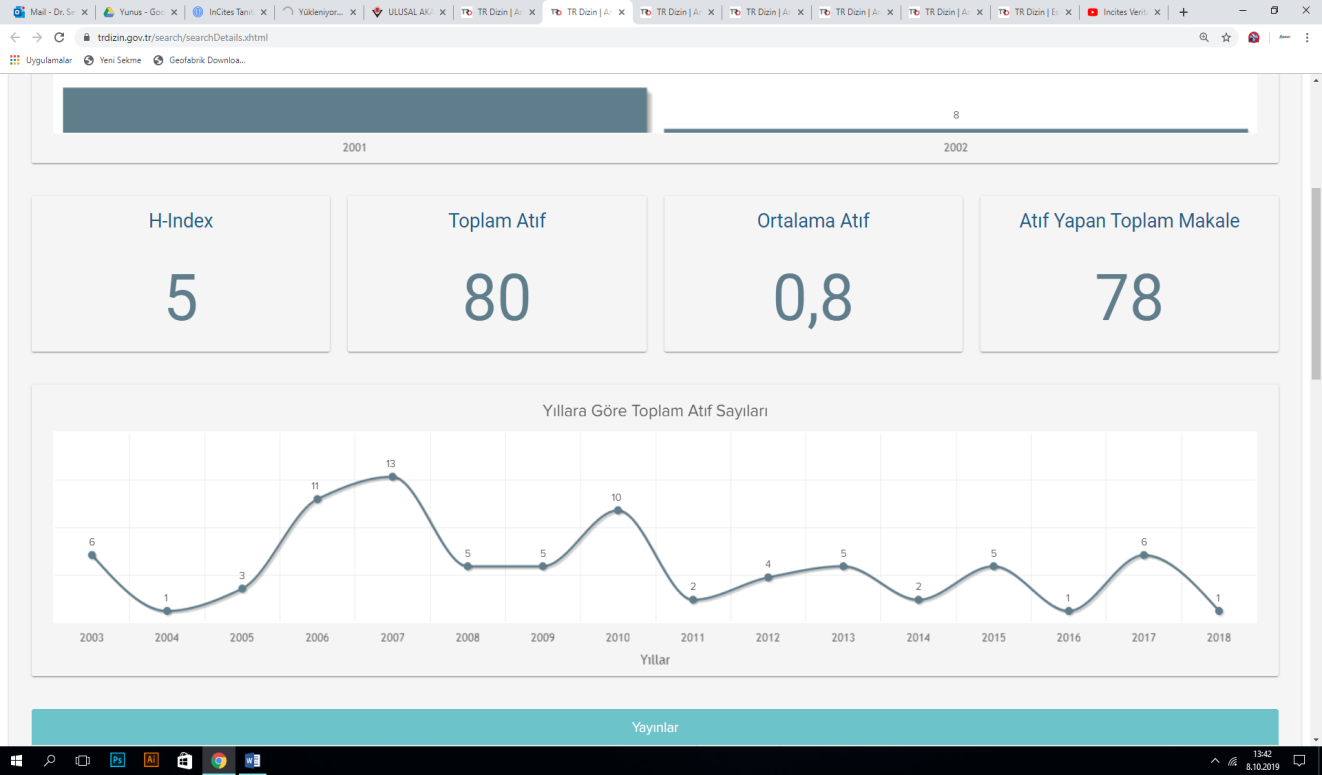 Mail - Dr. Se
Yunus - Goo
InCites Tanıt
Yükleniyor...
ULUSAL AKA
TR Dizin | Ar
TR Dizin | Ar
TR Dizin | Ar
TR Dizin | Ar
TR Dizin | Ar
TR Dizin | Ar
TR Dizin | Es
Incites Verita
trdizin.gov.tr/search/searchDetails.xhtml
Uygulamalar
Yeni Sekme
Geofabrik Downloa...
8
2001
2002
H-Index
Toplam Atıf
Ortalama Atıf
Atıf Yapan Toplam Makale
5
80
0,8
78
Yıllara Göre Toplam Atıf Sayıları
6 1 3 11 13 5 5 10 2 4 5 2 5 1 6 1
2003 2004 2005 2006 2007 2008 2009 2010 2011 2012 2013 2014 2015 2016 2017 2018
Yıllar
Yayınlar
Ps
Ai
13:42
8.10.2019